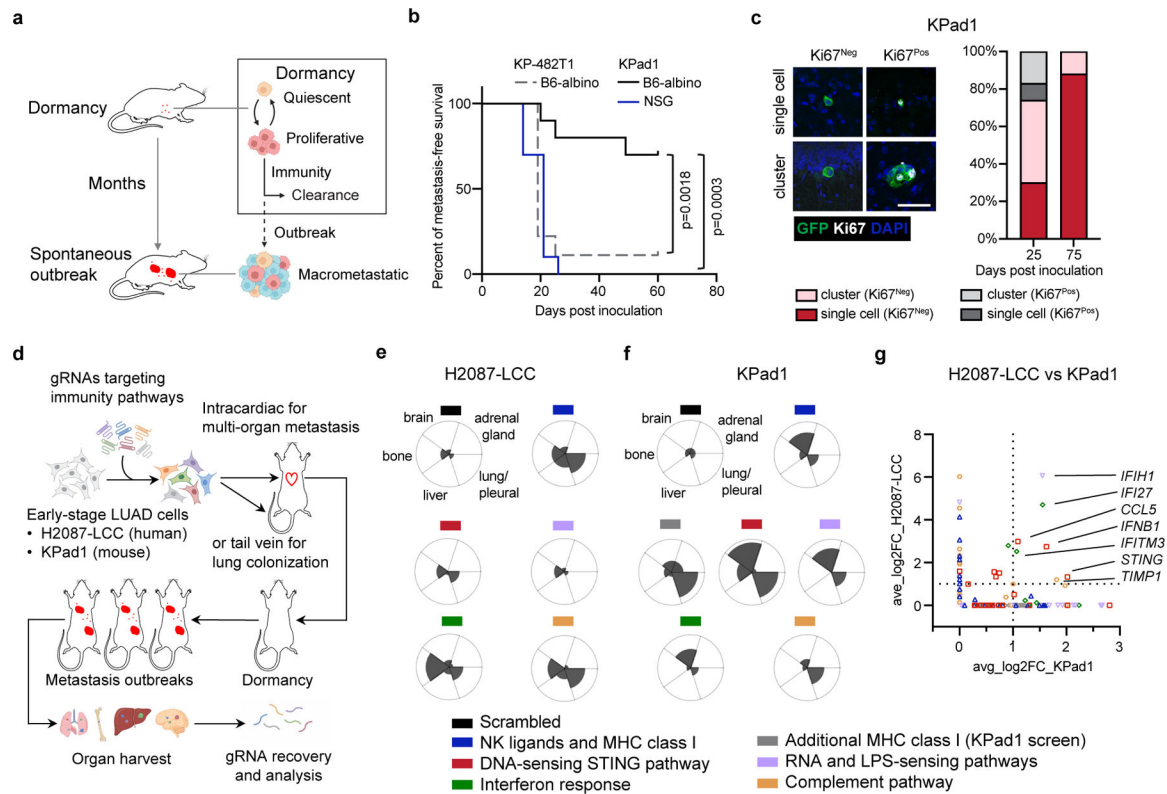 a
Dormancy
Months
Spontaneous
outbreak
Dormancy
Quiescent
Proliferative
Immunity
Clearance
Outbreak
Macrometastatic
b
KP-482T1
B6-albino
KPad1
B6-albino
NSG
Percent of metastasis-free survival
100
50
0
0 20 40 60 80
Days post inoculation
p=0.0018
p=0.0003
c
KPad1
Ki67Neg Ki67Pos
single cell
cluster
GFP Ki67 DAPI
100%
80%
60%
40%
20%
0%
25 75
Days post inoculation
cluster (Ki67Neg)
single cell (Ki67Neg)
cluster (Ki67Pos)
single cell (Ki67Pos)
d
gRNAs targeting
immunity pathways
Early-stage LUAD cells
• H2087-LCC (human)
• KPad1 (mouse)
Intracardiac for
multi-organ metastasis
or tail vein for
lung colonization
Metastasis outbreaks
Dormancy
Organ harvest
gRNA recovery
and analysis
e
H2087-LCC
brain
adrenal
gland
bone
lung/
pleural
liver
f
KPad1
brain
adrenal
gland
bone
lung/
pleural
liver
Scrambled
NK ligands and MHC class I
DNA-sensing STING pathway
Interferon response
Additional MHC class I (KPad1 screen)
RNA and LPS-sensing pathways
Complement pathway
g
H2087-LCC vs KPad1
ave_log2FC_H2087-LCC
8
6
4
2
0
0 1 2 3
avg_log2FC_KPad1
IFIH1
IFI27
CCL5
IFNB1
IFITM3
STING
TIMP1